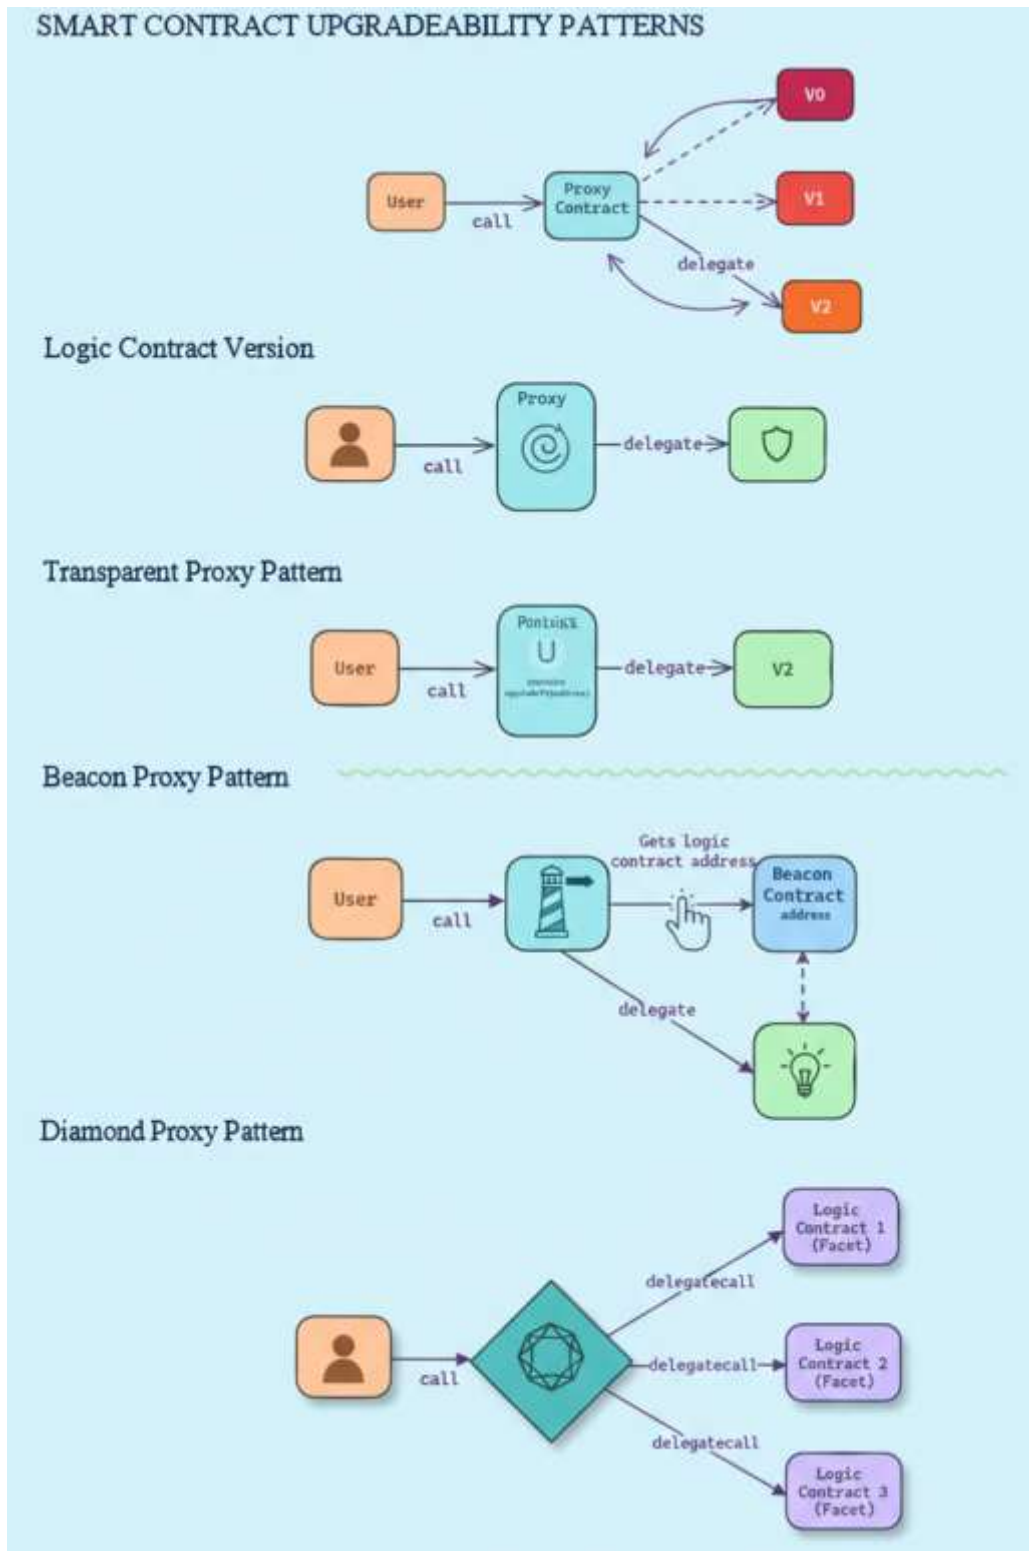 SMART CONTRACT UPGRADEABILITY PATTERNS
V0
User
call
Proxy
Contract
V1
delegate
V2
Logic Contract Version
Proxy
call
delegate
Transparent Proxy Pattern
User
call
U
delegate
V2
Beacon Proxy Pattern
User
call
Gets logic
contract address
Beacon
Contract
address
delegate
Diamond Proxy Pattern
call
delegatecall
Logic
Contract 1
(Facet)
delegatecall
Logic
Contract 2
(Facet)
delegatecall
Logic
Contract 3
(Facet)